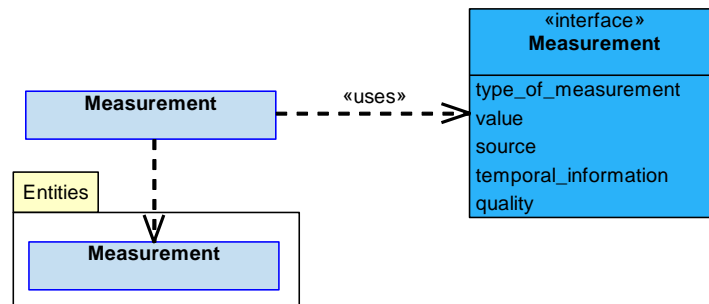 «interface»
Measurement
Measurement
«uses»
type_of_measurement
value
source
temporal_information
quality
Entities
Measurement